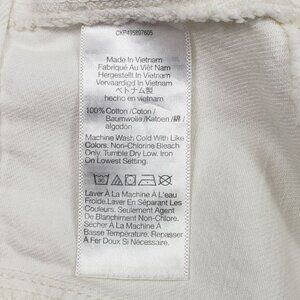 CKP495897605
Made in Vietnam
Fabriqué Au Viêt Nam
Hergestellt In Vietnam
Vervaardigd In Vietnam
ベトナム製
hecho en vietnam
100% Cotton /Coton /
Baumwolle /Katoen / 綿 /
algodón
Machine Wash Cold With Like
Colors. Non-Chlorine Bleach
Only. Tumble Dry Low. Iron
On Lowest Setting.
Laver À La Machine À L'eau
Froide.Laver En Séparant Les
Couleurs. Seulement Agent
De Blanchiment Non-Chlore.
Sécher À La Machine À
Basse Température. Repasser
À Fer Doux Si Nécessaire.